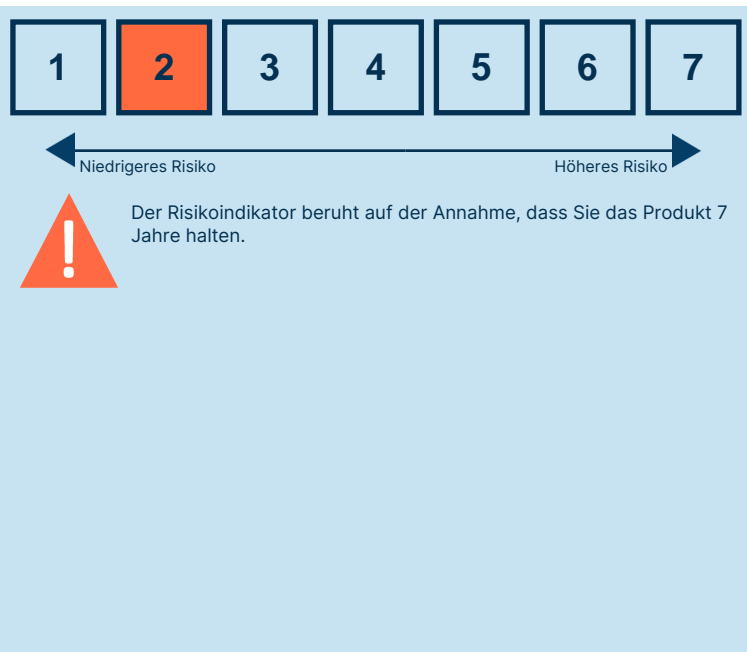 1 2 3 4 5 6 7
Niedrigeres Risiko Höheres Risiko
!
Der Risikoindikator beruht auf der Annahme, dass Sie das Produkt 7
Jahre halten.